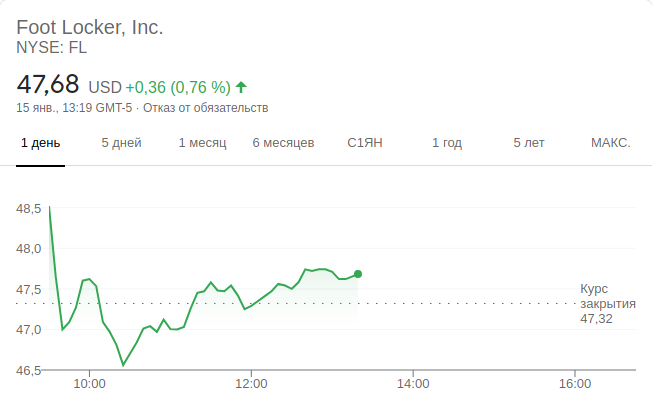 Foot Locker, Inc.
NYSE: FL
47,68 USD +0,36 (0,76 %)
15 янв., 13:19 GMT-5 · Отказ от обязательств
1 день 5 дней 1 месяц 6 месяцев С1ЯН 1 год 5 лет МАКС.
48,5
48,0
47,5
47,0
46,5
Курс
закрытия
47,32
10:00 12:00 14:00 16:00